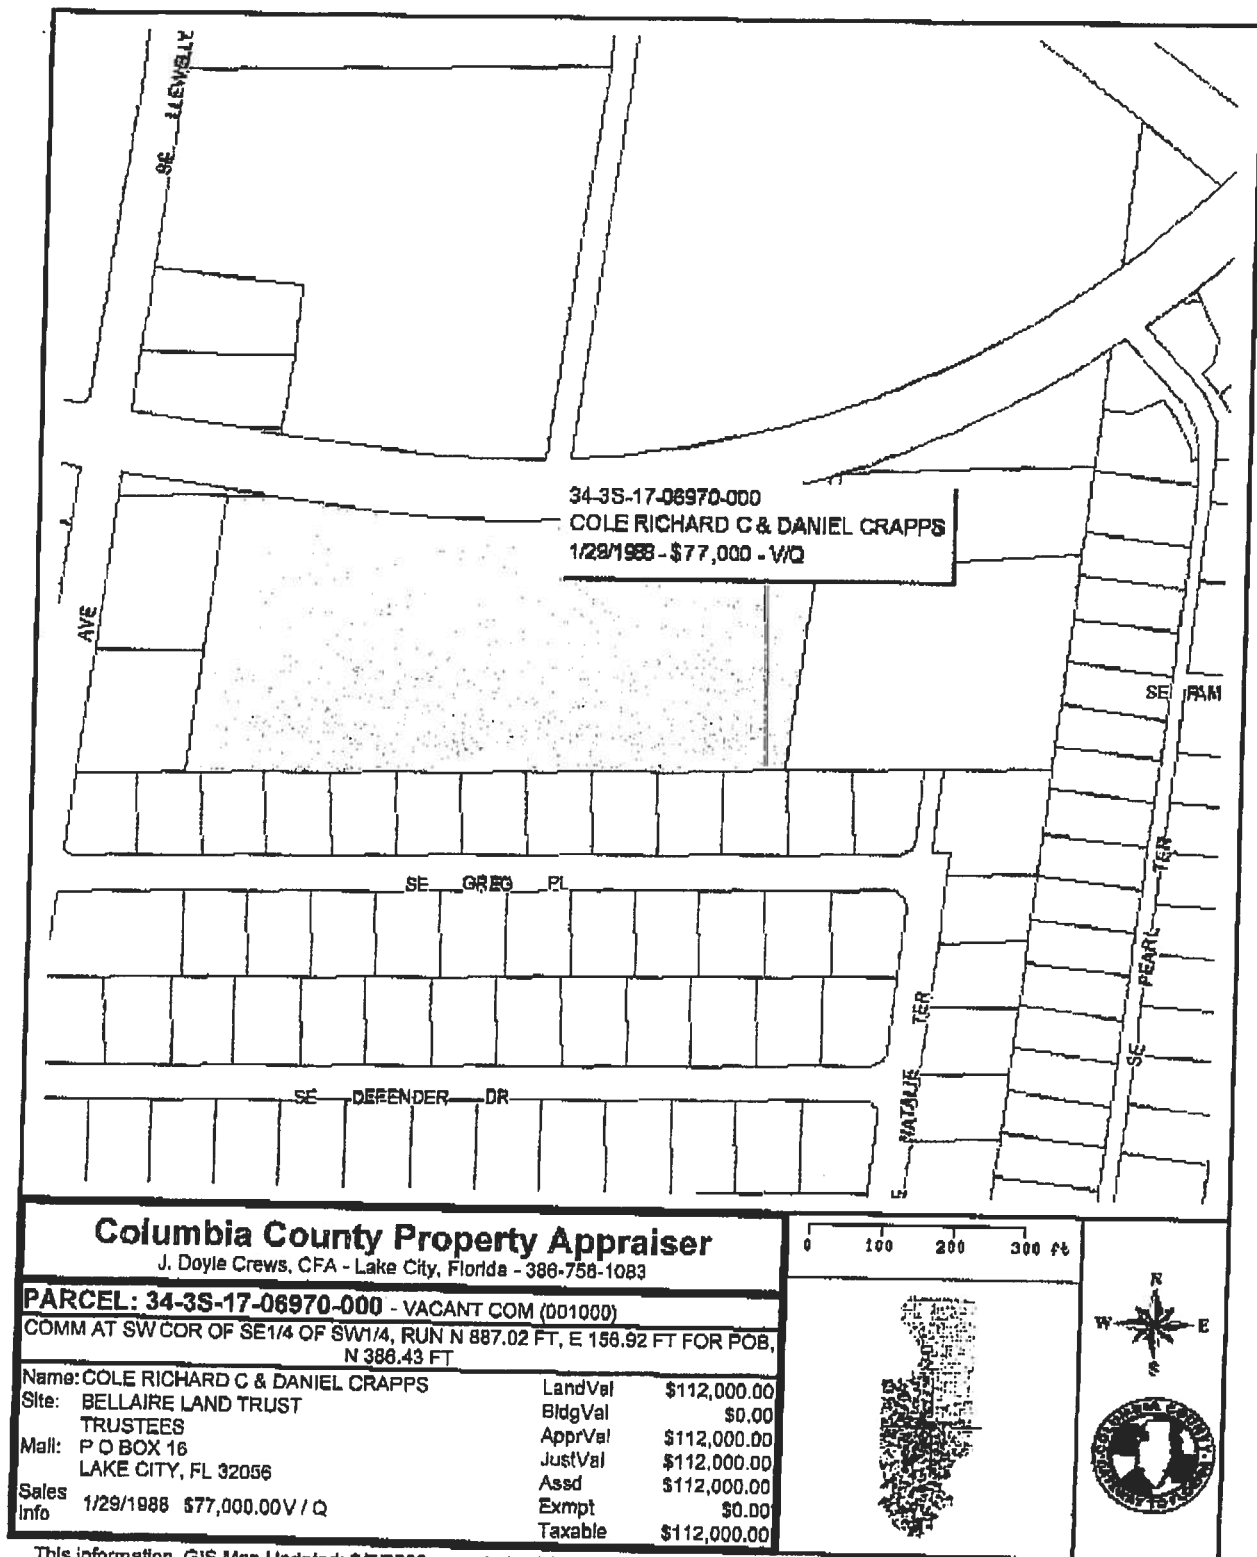 SE LLEWELLY
34-3S-17-06970-000
COLE RICHARD C & DANIEL CRAPPS
1/29/1988 - $77,000 - V/Q
AVE
SE PAM
SE GREG PL
SE PEARL TER
NATALIE TER
SE DEFENDER DR
Columbia County Property Appraiser
J. Doyle Crews, CFA - Lake City, Florida - 386-758-1083
PARCEL: 34-3S-17-06970-000 - VACANT COM (001000)
COMM AT SW COR OF SE1/4 OF SW1/4, RUN N 887.02 FT, E 156.92 FT FOR POB,
N 386.43 FT
Name: COLE RICHARD C & DANIEL CRAPPS
Site: BELLAIRE LAND TRUST
TRUSTEES
Mail: P O BOX 16
LAKE CITY, FL 32056
Sales Info 1/29/1988 $77,000.00 V / Q
LandVal $112,000.00
BldgVal $0.00
ApprVal $112,000.00
JustVal $112,000.00
Assd $112,000.00
Exmpt $0.00
Taxable $112,000.00
0 100 200 300 ft
N
W E
S
This information, GIS Map Updated: